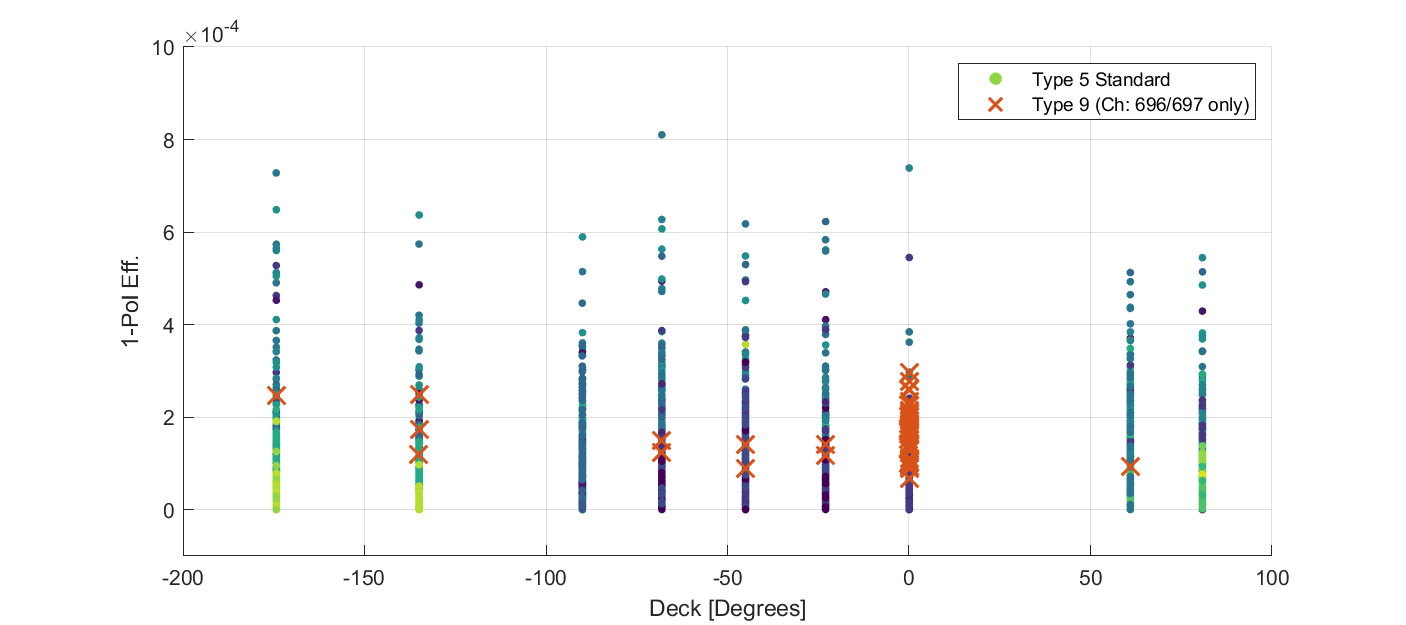 ×10-4
10
8
6
4
2
0
1-Pol Eff.
Type 5 Standard
Type 9 (Ch: 696/697 only)
-200 -150 -100 -50 0 50 100
Deck [Degrees]